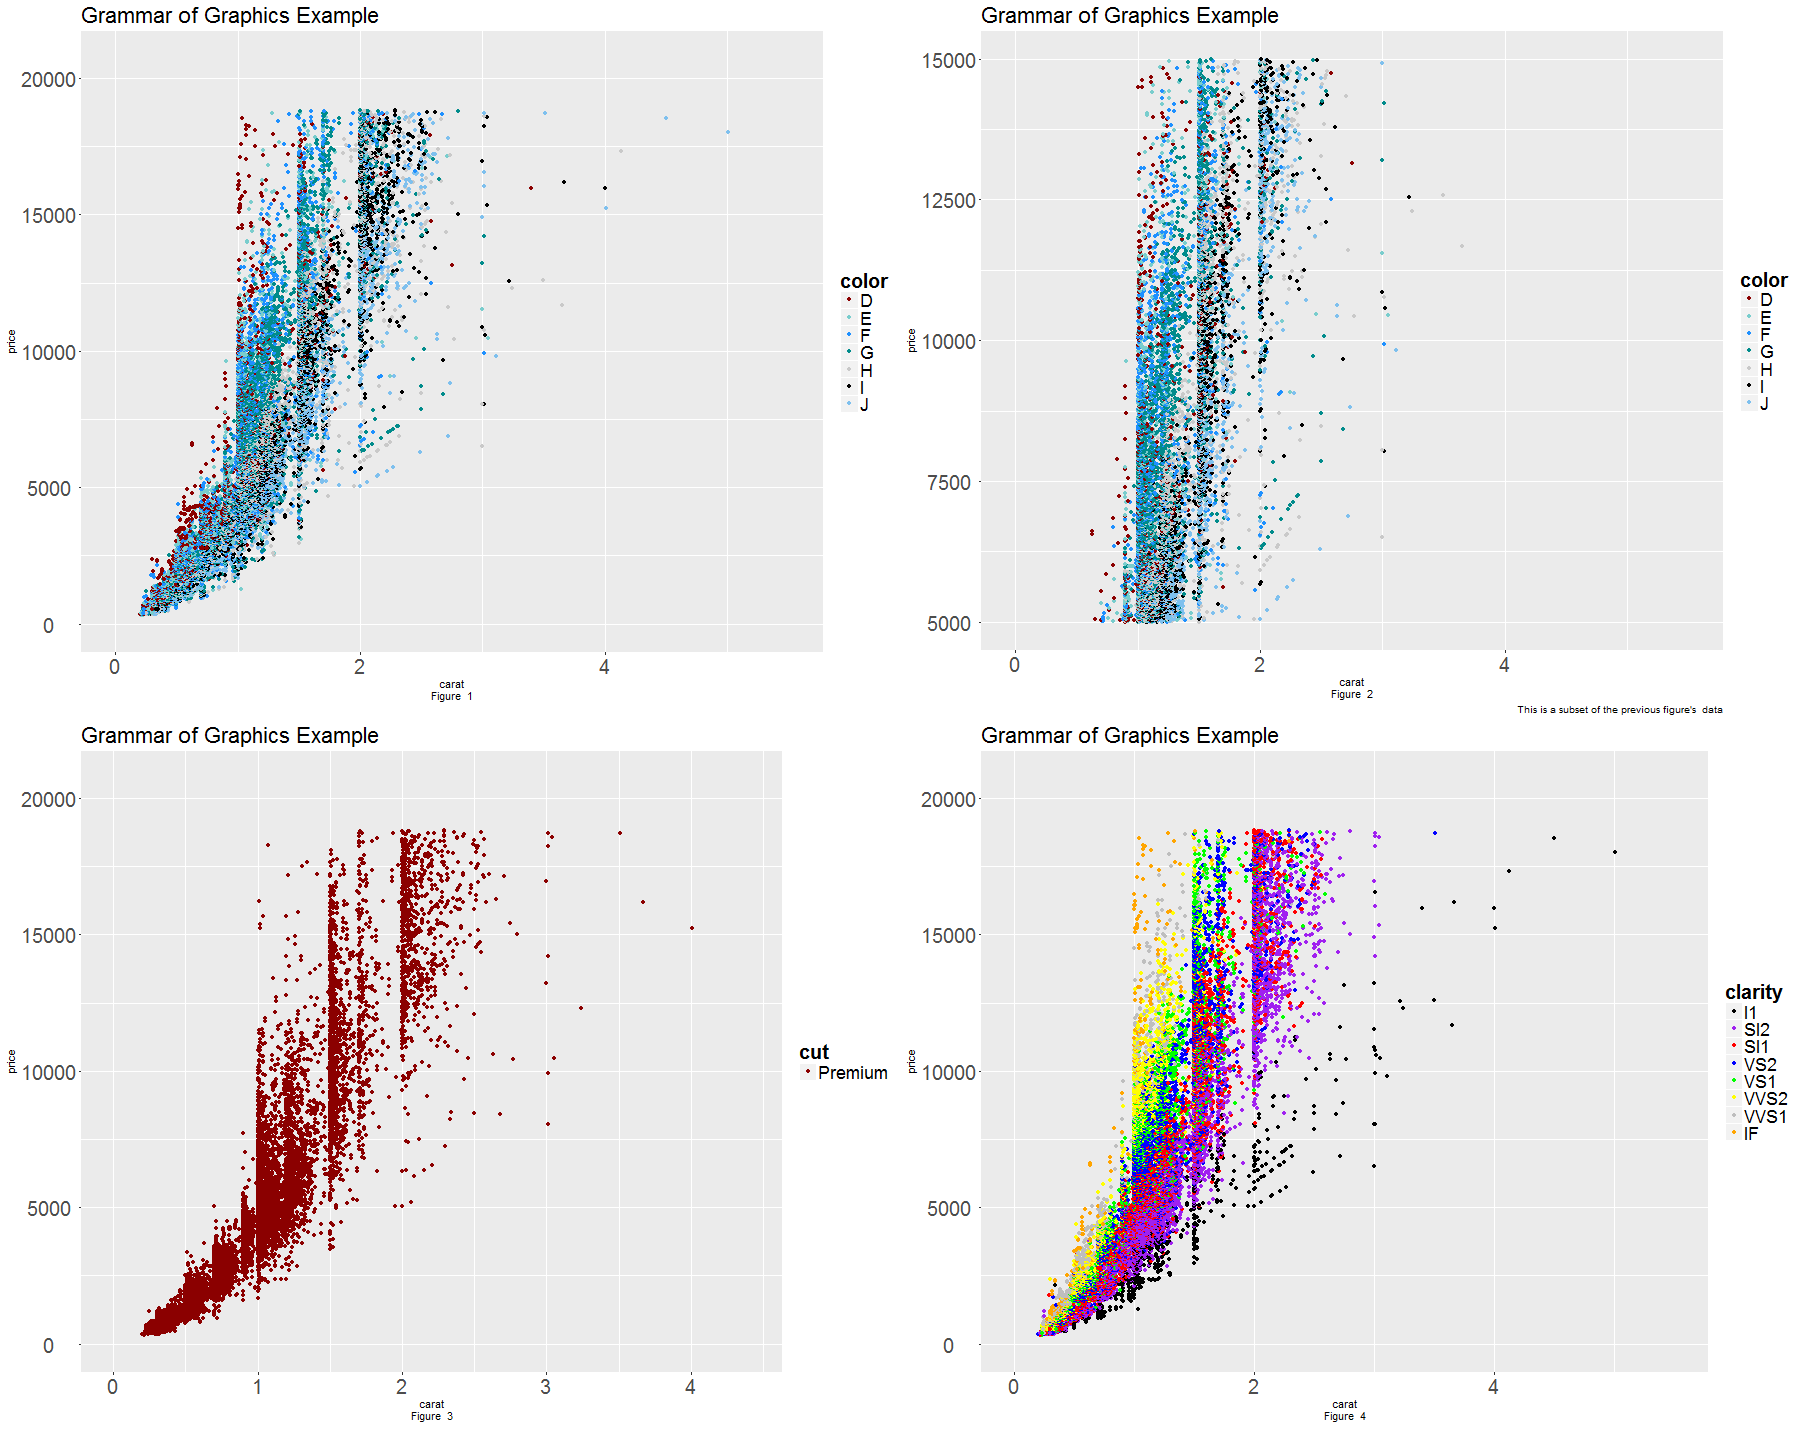 Grammar of Graphics Example
20000
15000
10000
5000
0
price
0
2
4
carat
Figure 1
color
D
E
F
G
H
I
J
Grammar of Graphics Example
15000
12500
10000
7500
5000
price
0
2
4
carat
Figure 2
This is a subset of the previous figure's data
color
D
E
F
G
H
I
J
Grammar of Graphics Example
20000
15000
10000
5000
0
price
0
1
2
3
4
carat
Figure 3
cut
Premium
Grammar of Graphics Example
20000
15000
10000
5000
0
price
0
2
4
carat
Figure 4
clarity
I1
SI2
SI1
VS2
VS1
VVS2
VVS1
IF